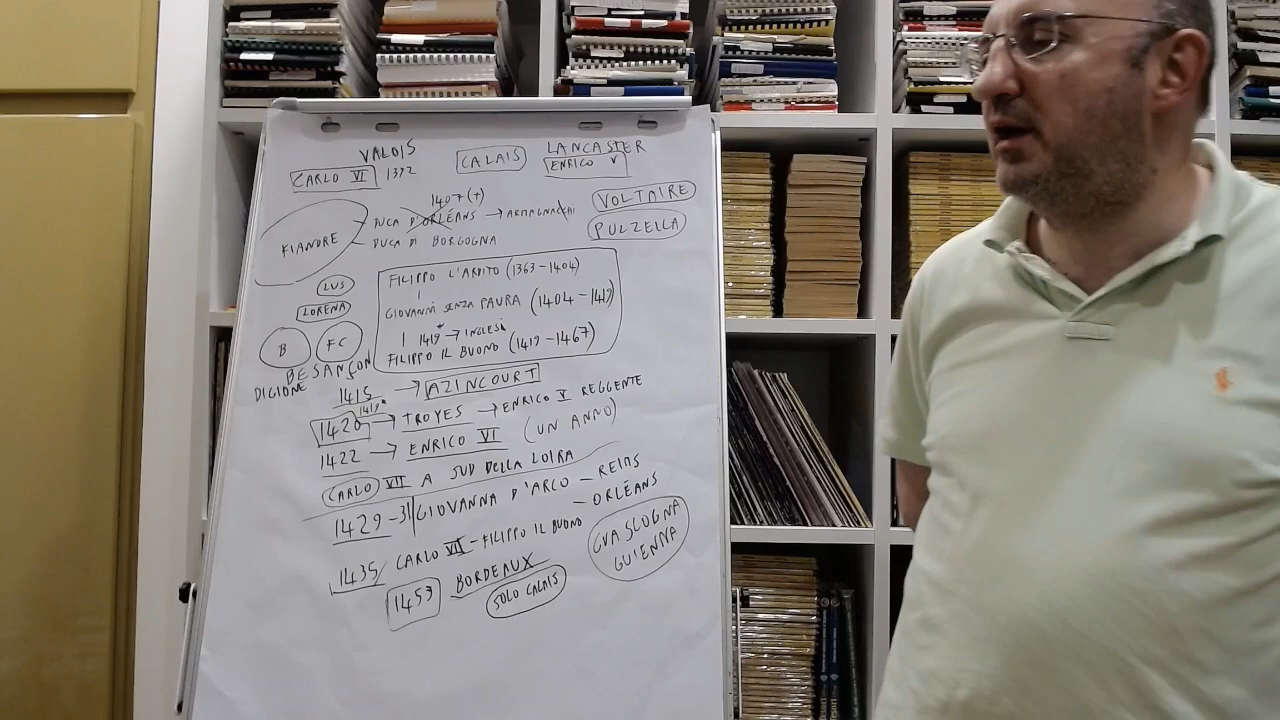 VALOIS
CARLO VI 1392
CALAIS
LANCASTER
ENRICO V
1407 (+)
DUCA D'ORLÉANS → ARMAGNACCHI
DUCA DI BORGOGNA
FIANDRE
VOLTAIRE
PULZELLA
LUS
LORENA
B
FC
BESANÇON
DIGIONE
FILIPPO L'ARDITO (1363-1404)
GIOVANNI SENZA PAURA (1404-1419)
1419 → INGLESI
FILIPPO IL BUONO (1419-1467)
1415 → AZINCOURT
1420 → TROYES → ENRICO V REGGENTE
1422 → ENRICO VI (UN ANNO)
CARLO VII A SUD DELLA LOIRA
1429-31 GIOVANNA D'ARCO - REIMS
- ORLÉANS
1435 CARLO VII - FILIPPO IL BUONO
GUASCOGNA
GUIENNA
1453 BORDEAUX
SOLO CALAIS